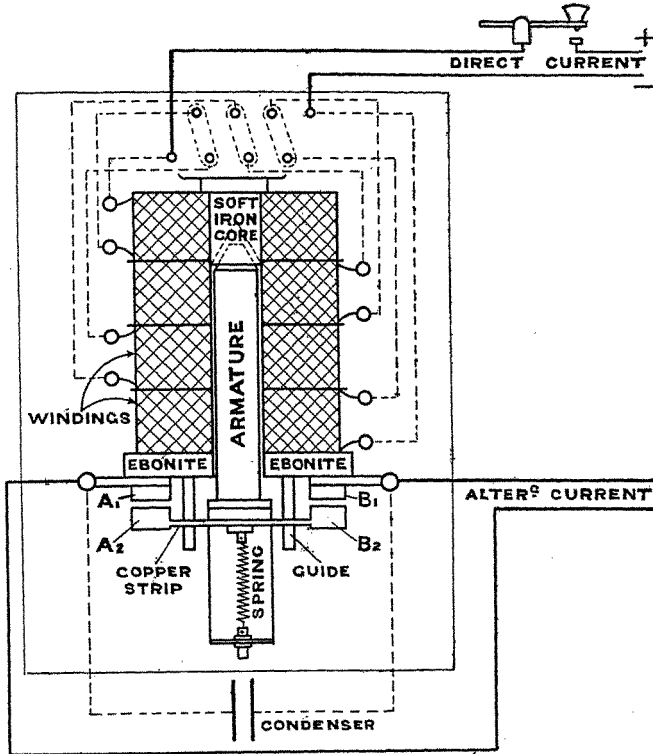 +
DIRECT CURRENT
−
SOFT
IRON
CORE
ARMATURE
WINDINGS
EBONITE EBONITE
A1 B1
ALTERG CURRENT
A2 B2
COPPER
STRIP
SPRING
GUIDE
CONDENSER